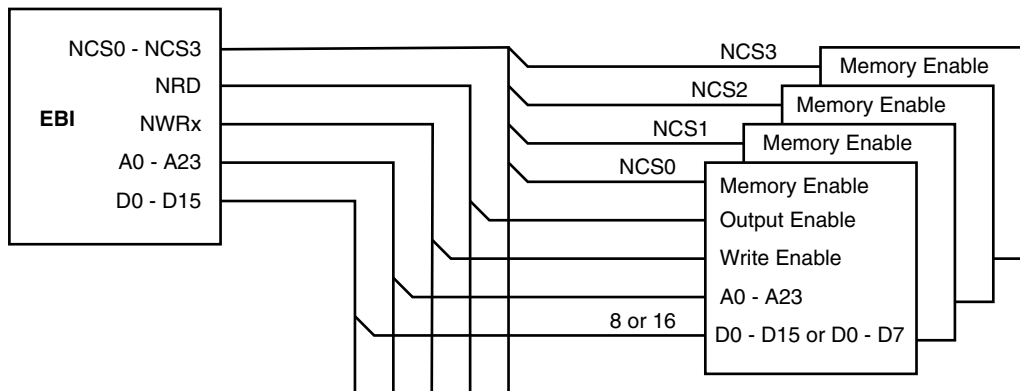 NCS0 - NCS3
NRD
EBI
NWRx
A0 - A23
D0 - D15
NCS3
Memory Enable
NCS2
Memory Enable
NCS1
Memory Enable
NCS0
Memory Enable
Output Enable
Write Enable
A0 - A23
8 or 16
D0 - D15 or D0 - D7